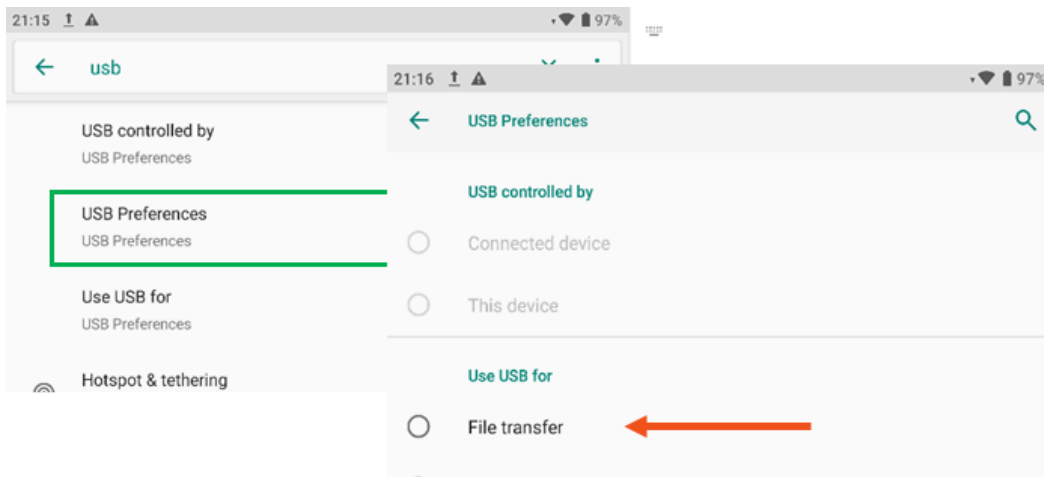 21:15 97%
usb
USB controlled by
USB Preferences
USB Preferences
USB Preferences
Use USB for
USB Preferences
Hotspot & tethering
21:16 97%
USB Preferences
USB controlled by
Connected device
This device
Use USB for
File transfer